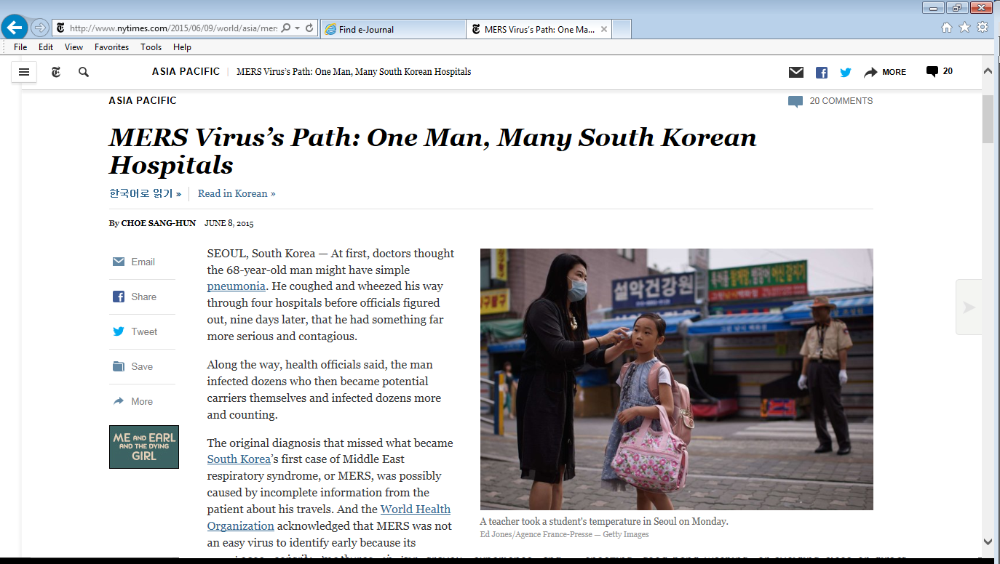 http://www.nytimes.com/2015/06/09/world/asia/mer
Find e-Journal
MERS Virus's Path: One Ma...
File Edit View Favorites Tools Help
ASIA PACIFIC
MERS Virus's Path: One Man, Many South Korean Hospitals
MORE
20
ASIA PACIFIC
20 COMMENTS
MERS Virus's Path: One Man, Many South Korean
Hospitals
한국어로 읽기 »
Read in Korean »
By CHOE SANG-HUN JUNE 8, 2015
Email
Share
Tweet
Save
More
ME AND EARL
AND THE DYING
GIRL
SEOUL, South Korea — At first, doctors thought
the 68-year-old man might have simple
pneumonia. He coughed and wheezed his way
through four hospitals before officials figured
out, nine days later, that he had something far
more serious and contagious.
Along the way, health officials said, the man
infected dozens who then became potential
carriers themselves and infected dozens more
and counting.
The original diagnosis that missed what became
South Korea's first case of Middle East
respiratory syndrome, or MERS, was possibly
caused by incomplete information from the
patient about his travels. And the World Health
Organization acknowledged that MERS was not
an easy virus to identify early because its
설악건강원
A teacher took a student's temperature in Seoul on Monday.
Ed Jones/Agence France-Presse — Getty Images